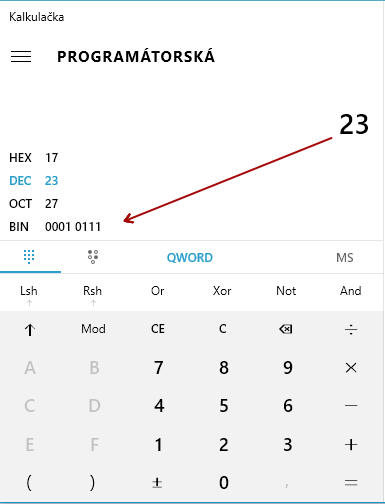 Kalkulačka
PROGRAMÁTORSKÁ
23
HEX 17
DEC 23
OCT 27
BIN 0001 0111
QWORD MS
Lsh Rsh Or Xor Not And
↑ ↑
↑ Mod CE C ⌫ ÷
A B 7 8 9 ×
C D 4 5 6 −
E F 1 2 3 +
( ) ± 0 , =